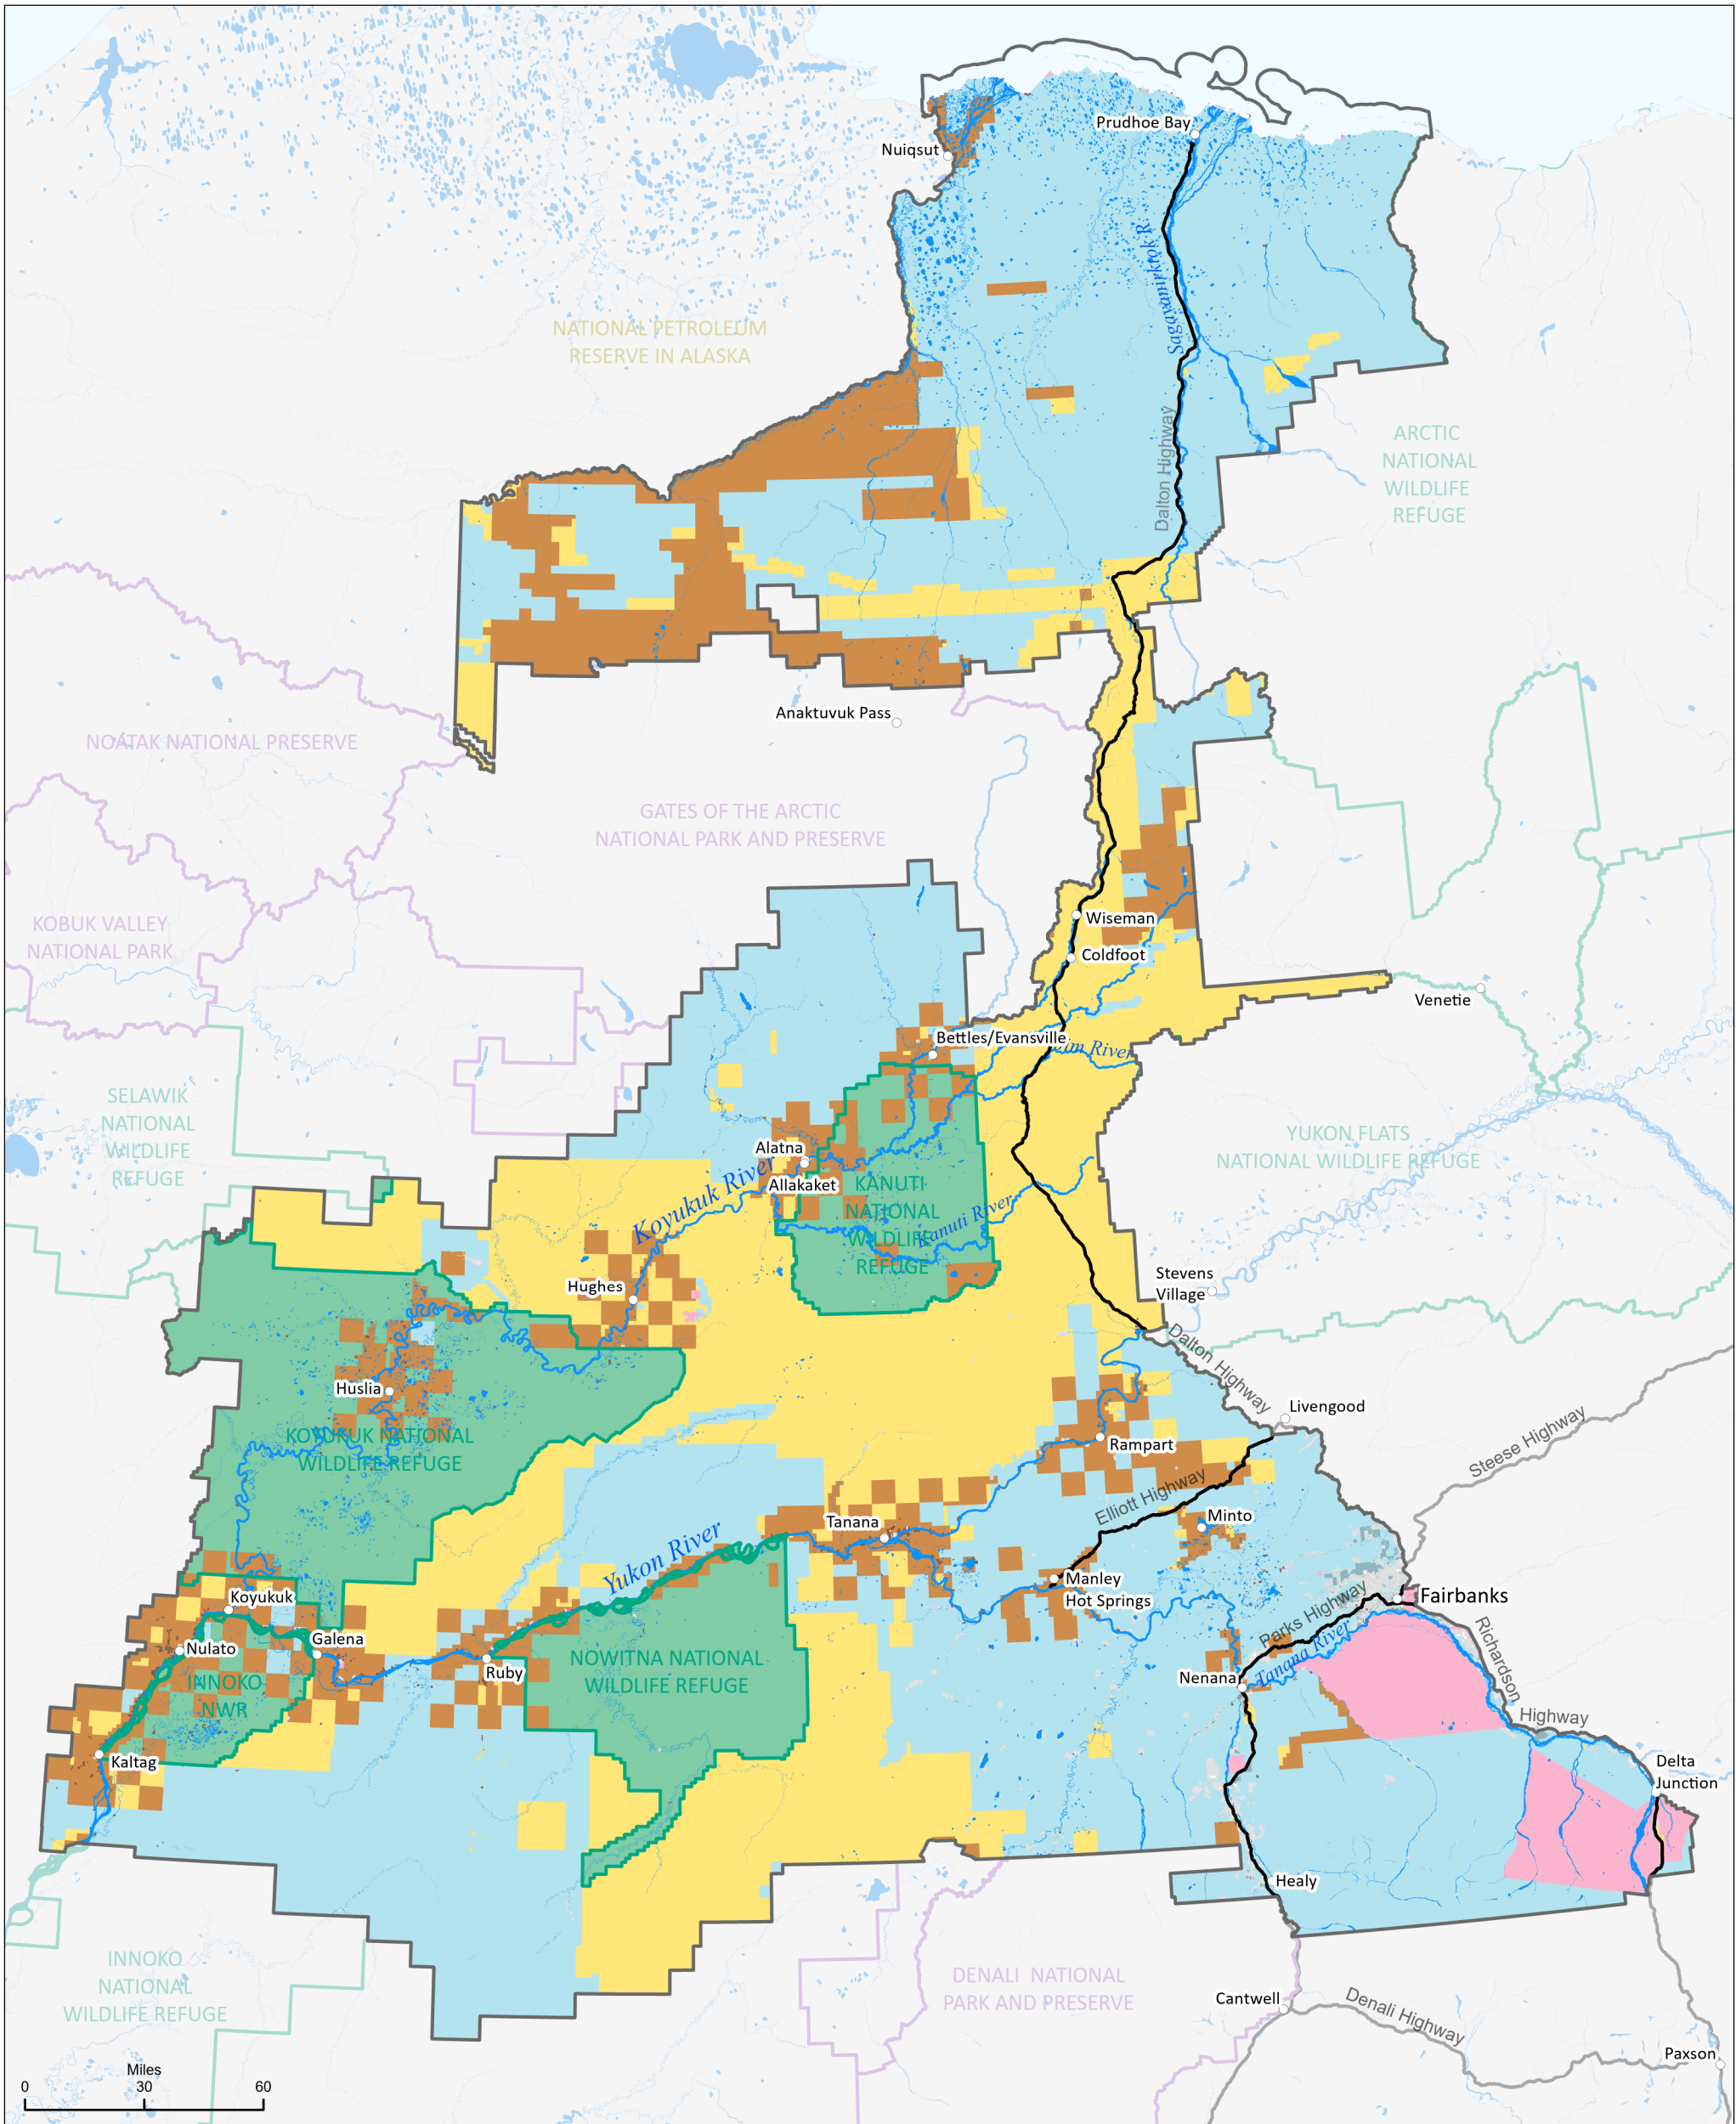 Prudhoe Bay
Nuiqsut
Sagavanirktok R.
NATIONAL PETROLEUM
RESERVE IN ALASKA
Dalton Highway
ARCTIC
NATIONAL
WILDLIFE
REFUGE
Anaktuvuk Pass
NOATAK NATIONAL PRESERVE
GATES OF THE ARCTIC
NATIONAL PARK AND PRESERVE
KOBUK VALLEY
NATIONAL PARK
Wiseman
Coldfoot
Venetie
Bettles/Evansville
River
SELAWIK
NATIONAL
WILDLIFE
REFUGE
YUKON FLATS
NATIONAL WILDLIFE REFUGE
Alatna
Allakaket
Koyukuk River
KANUTI
NATIONAL
WILDLIFE
REFUGE
Kanuti River
Hughes
Stevens
Village
Dalton Highway
Huslia
Livengood
KOYUKUK NATIONAL
WILDLIFE REFUGE
Rampart
Steese Highway
Elliott Highway
Minto
Tanana
Yukon River
Manley
Hot Springs
Fairbanks
Parks Highway
Tanana River
Richardson
Highway
Koyukuk
Nulato
Galena
INNOKO
NWR
Ruby
NOWITNA NATIONAL
WILDLIFE REFUGE
Nenana
Kaltag
Delta
Junction
Healy
INNOKO
NATIONAL
WILDLIFE REFUGE
DENALI NATIONAL
PARK AND PRESERVE
Cantwell
Denali Highway
Paxson
Miles
0 30 60